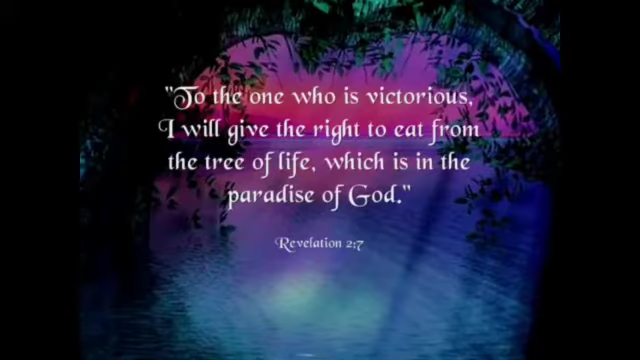 "To the one who is victorious,
I will give the right to eat from
the tree of life, which is in the
paradise of God."
Revelation 2:7